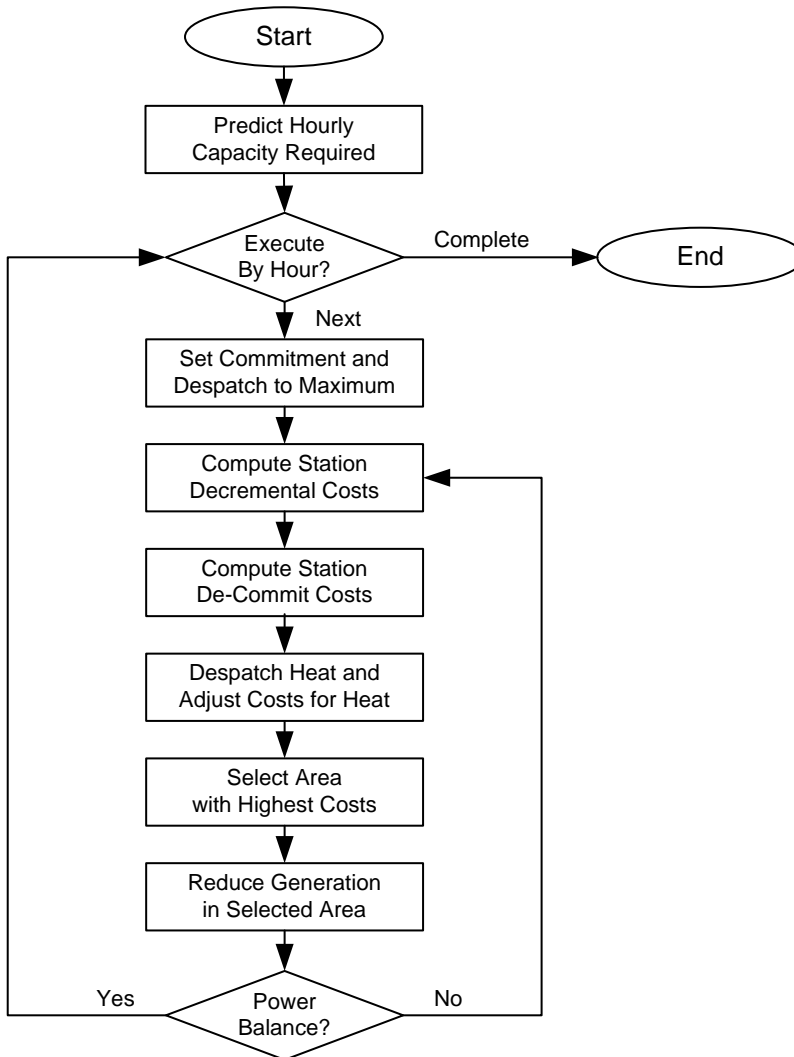 Start
Predict Hourly
Capacity Required
Execute
By Hour?
Complete
End
Next
Set Commitment and
Despatch to Maximum
Compute Station
Decremental Costs
Compute Station
De-Commit Costs
Despatch Heat and
Adjust Costs for Heat
Select Area
with Highest Costs
Reduce Generation
in Selected Area
Yes
Power
Balance?
No